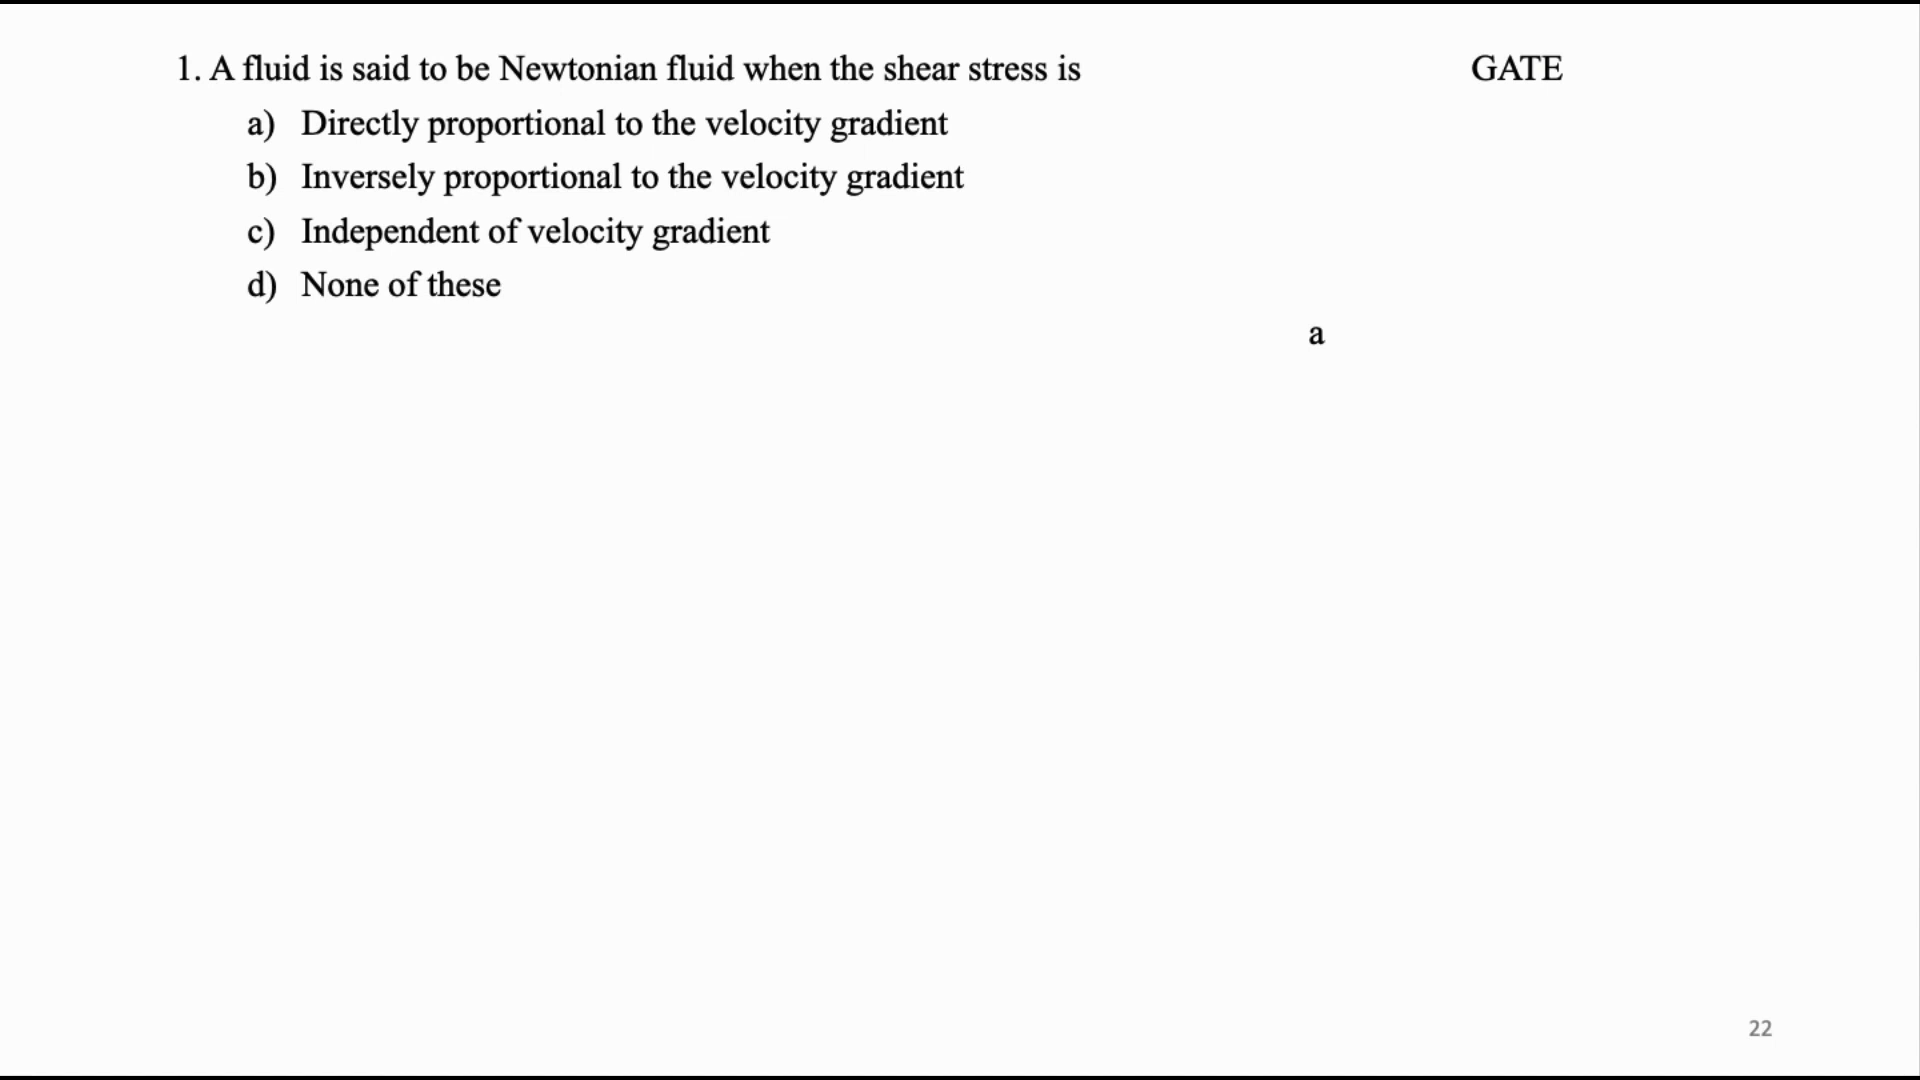 1. A fluid is said to be Newtonian fluid when the shear stress is GATE
a) Directly proportional to the velocity gradient
b) Inversely proportional to the velocity gradient
c) Independent of velocity gradient
d) None of these
a
22